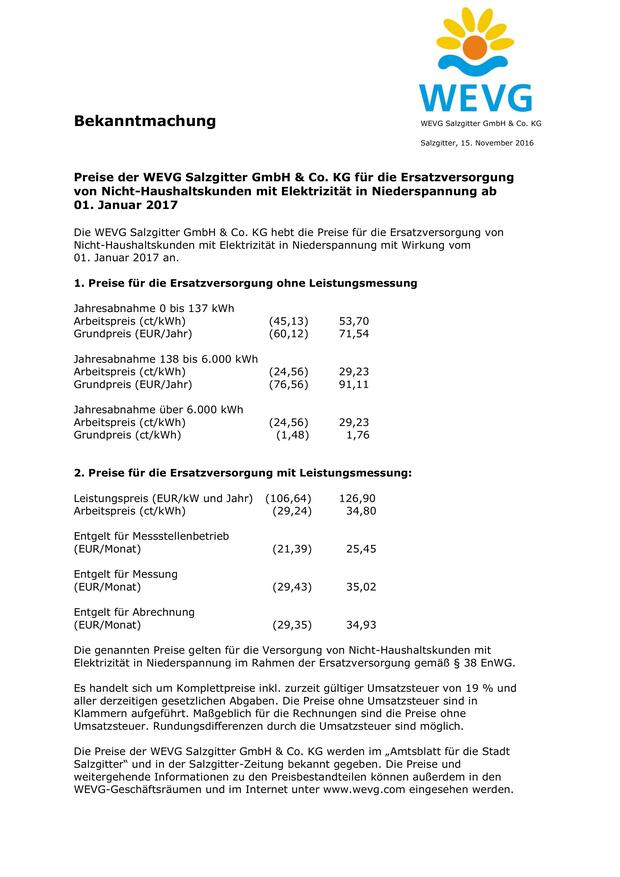 WEVG
WEVG Salzgitter GmbH & Co. KG
Bekanntmachung
Salzgitter, 15. November 2016
Preise der WEVG Salzgitter GmbH & Co. KG für die Ersatzversorgung
von Nicht-Haushaltskunden mit Elektrizität in Niederspannung ab
01. Januar 2017
Die WEVG Salzgitter GmbH & Co. KG hebt die Preise für die Ersatzversorgung von
Nicht-Haushaltskunden mit Elektrizität in Niederspannung mit Wirkung vom
01. Januar 2017 an.
1. Preise für die Ersatzversorgung ohne Leistungsmessung
Jahresabnahme 0 bis 137 kWh
Arbeitspreis (ct/kWh) (45,13) 53,70
Grundpreis (EUR/Jahr) (60,12) 71,54
Jahresabnahme 138 bis 6.000 kWh
Arbeitspreis (ct/kWh) (24,56) 29,23
Grundpreis (EUR/Jahr) (76,56) 91,11
Jahresabnahme über 6.000 kWh
Arbeitspreis (ct/kWh) (24,56) 29,23
Grundpreis (ct/kWh) (1,48) 1,76
2. Preise für die Ersatzversorgung mit Leistungsmessung:
Leistungspreis (EUR/kW und Jahr) (106,64) 126,90
Arbeitspreis (ct/kWh) (29,24) 34,80
Entgelt für Messstellenbetrieb
(EUR/Monat) (21,39) 25,45
Entgelt für Messung
(EUR/Monat) (29,43) 35,02
Entgelt für Abrechnung
(EUR/Monat) (29,35) 34,93
Die genannten Preise gelten für die Versorgung von Nicht-Haushaltskunden mit
Elektrizität in Niederspannung im Rahmen der Ersatzversorgung gemäß § 38 EnWG.
Es handelt sich um Komplettpreise inkl. zurzeit gültiger Umsatzsteuer von 19 % und
aller derzeitigen gesetzlichen Abgaben. Die Preise ohne Umsatzsteuer sind in
Klammern aufgeführt. Maßgeblich für die Rechnungen sind die Preise ohne
Umsatzsteuer. Rundungsdifferenzen durch die Umsatzsteuer sind möglich.
Die Preise der WEVG Salzgitter GmbH & Co. KG werden im „Amtsblatt für die Stadt
Salzgitter“ und in der Salzgitter-Zeitung bekannt gegeben. Die Preise und
weitergehende Informationen zu den Preisbestandteilen können außerdem in den
WEVG-Geschäftsräumen und im Internet unter www.wevg.com eingesehen werden.